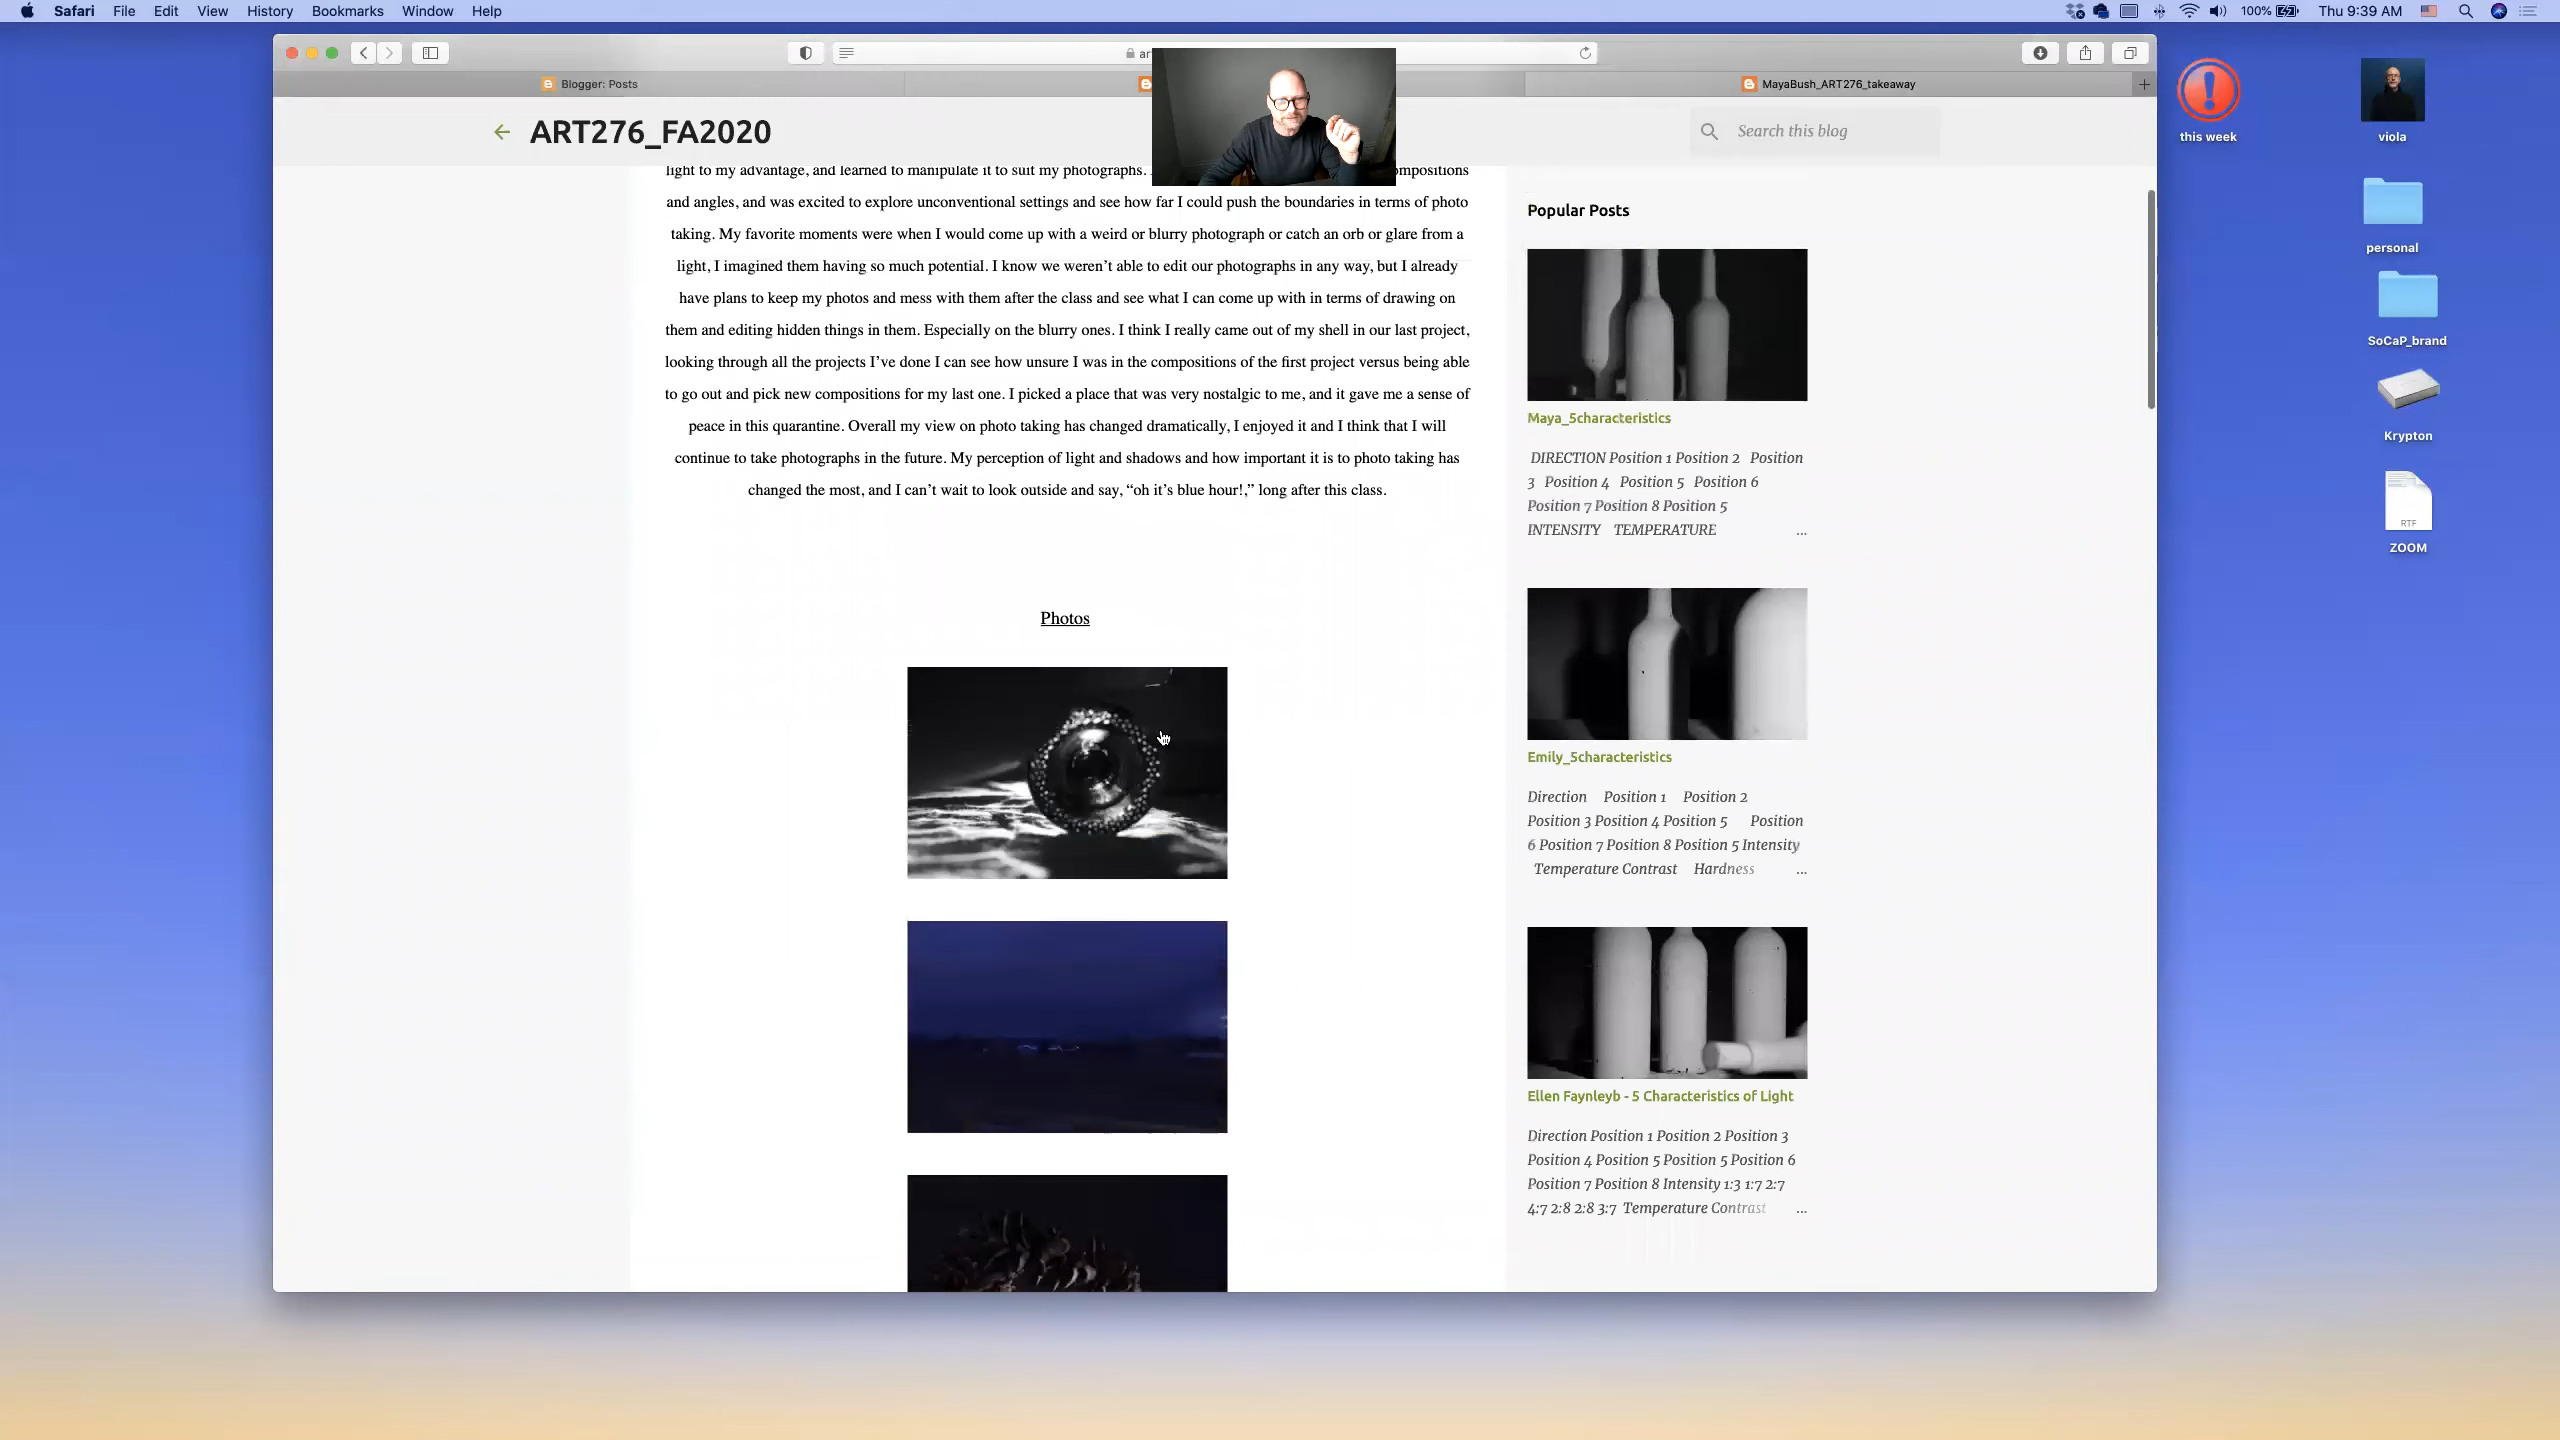 Safari File Edit View History Bookmarks Window Help
100% Thu 9:39 AM
Blogger: Posts
MayaBush_ART276_takeaway
ART276_FA2020
Search this blog
light to my advantage, and learned to manipulate it to suit my photographs.
and angles, and was excited to explore unconventional settings and see how far I could push the boundaries in terms of photo
taking. My favorite moments were when I would come up with a weird or blurry photograph or catch an orb or glare from a
light, I imagined them having so much potential. I know we weren’t able to edit our photographs in any way, but I already
have plans to keep my photos and mess with them after the class and see what I can come up with in terms of drawing on
them and editing hidden things in them. Especially on the blurry ones. I think I really came out of my shell in our last project,
looking through all the projects I’ve done I can see how unsure I was in the compositions of the first project versus being able
to go out and pick new compositions for my last one. I picked a place that was very nostalgic to me, and it gave me a sense of
peace in this quarantine. Overall my view on photo taking has changed dramatically, I enjoyed it and I think that I will
continue to take photographs in the future. My perception of light and shadows and how important it is to photo taking has
changed the most, and I can’t wait to look outside and say, “oh it’s blue hour!,” long after this class.
Photos
Popular Posts
Maya_5characteristics
DIRECTION Position 1 Position 2 Position
3 Position 4 Position 5 Position 6
Position 7 Position 8 Position 5
INTENSITY TEMPERATURE ...
Emily_5characteristics
Direction Position 1 Position 2
Position 3 Position 4 Position 5 Position
6 Position 7 Position 8 Position 5 Intensity
Temperature Contrast Hardness ...
Ellen Faynleyb - 5 Characteristics of Light
Direction Position 1 Position 2 Position 3
Position 4 Position 5 Position 5 Position 6
Position 7 Position 8 Intensity 1:3 1:7 2:7
4:7 2:8 2:8 3:7 Temperature Contrast ...
this week
viola
personal
SoCaP_brand
Krypton
RTF
ZOOM